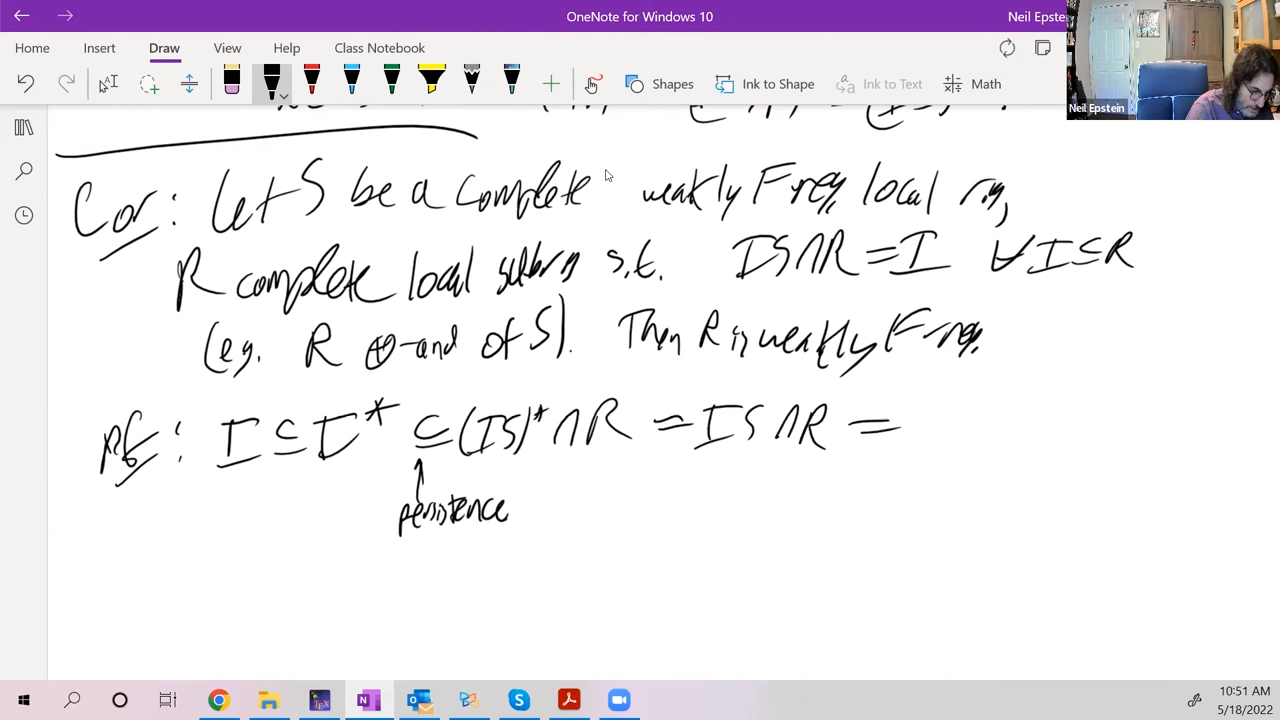 OneNote for Windows 10
Neil Epste
Home Insert Draw View Help Class Notebook
Shapes Ink to Shape Ink to Text Math
Neil Epstein
Cor: Let S be a complete weakly F-reg. local rng,
R complete local subring s.t. IS∩R = I ∀I⊆R
(e.g. R ⊕-and of S). Then R is weakly F-reg.
Pf: I ⊆ I* ⊆ (IS)* ∩ R = IS∩R =
↑
persistence
10:51 AM
5/18/2022